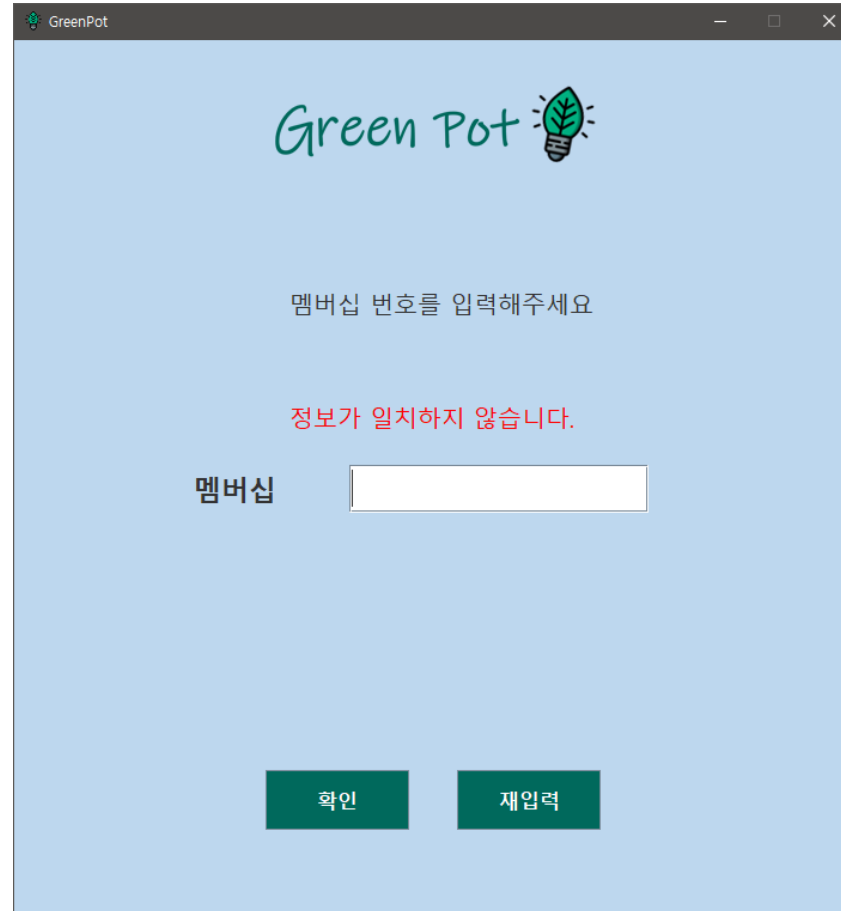 GreenPot
Green Pot
멤버십 번호를 입력해주세요
정보가 일치하지 않습니다.
멤버십
확인 재입력